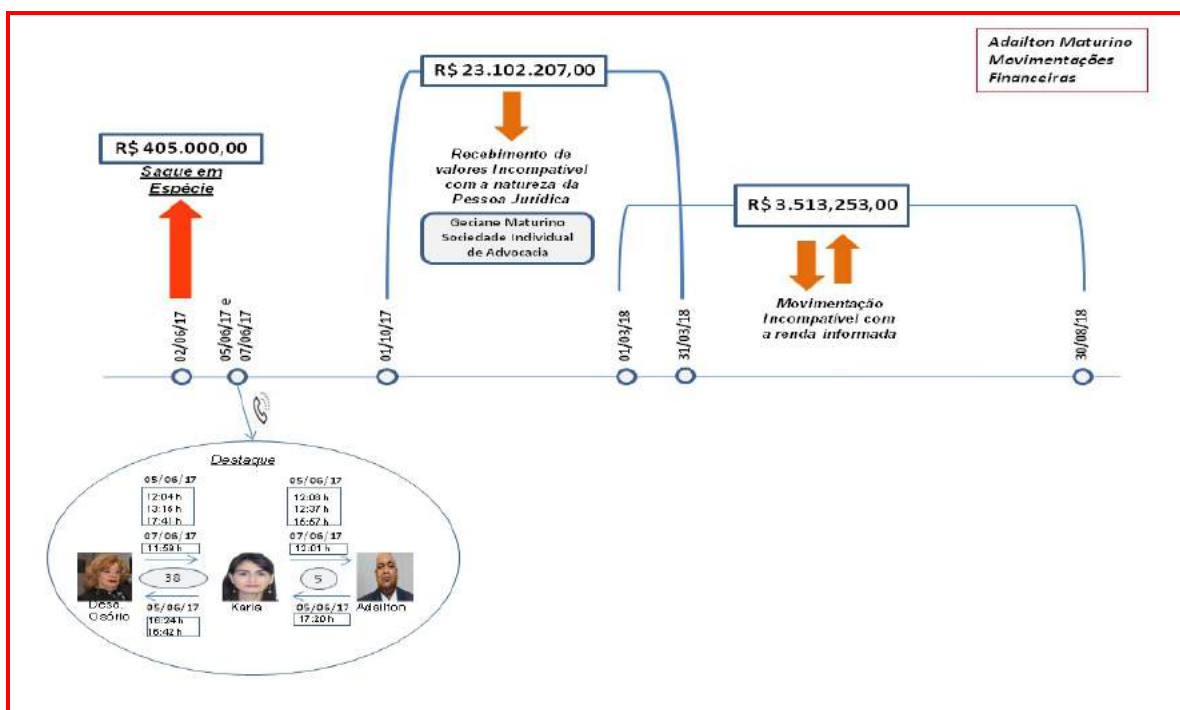 Adailton Maturino
Movimentações
Financeiras
R$ 23.102.207,00
Recebimento de
valores Incompatível
com a natureza da
Pessoa Jurídica
Geciane Maturino
Sociedade Individual
de Advocacia
R$ 405.000,00
Saque em
Espécie
R$ 3.513,253,00
Movimentação
Incompatível com
a renda informada
02/06/17
05/06/17 e
07/06/17
01/10/17
01/03/18
31/03/18
30/08/18
Destaque
05/06/17
12:04 h
13:16 h
17:41 h
07/06/17
11:59 h
38
Desa.
Osório
05/06/17
16:24 h
16:42 h
Karla
05/06/17
12:08 h
12:37 h
16:57 h
07/06/17
12:01 h
5
Adailton
05/06/17
17:20 h